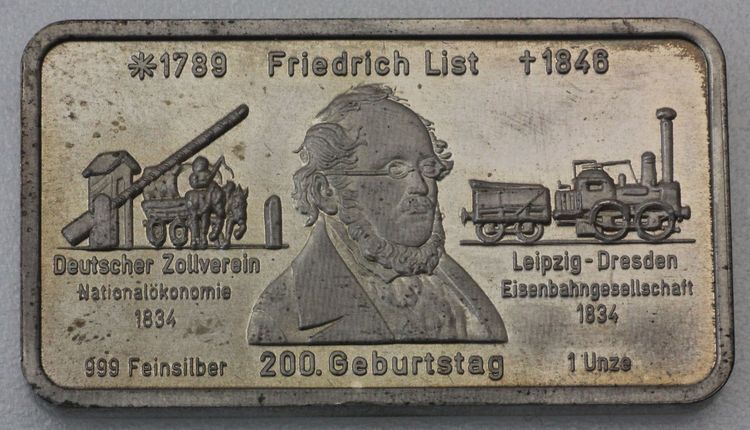 *1789 Friedrich List †1846
Deutscher Zollverein
Nationalökonomie
1834
Leipzig-Dresden
Eisenbahngesellschaft
1834
999 Feinsilber 200. Geburtstag 1 Unze